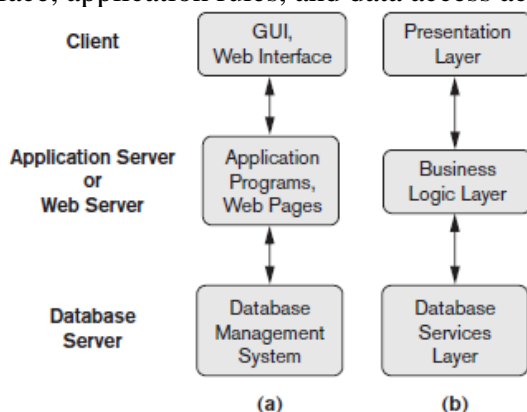 application rules, and data access
Client
GUI,
Web Interface
Presentation
Layer
Application Server
or
Web Server
Application
Programs,
Web Pages
Business
Logic Layer
Database
Server
Database
Management
System
Database
Services
Layer
(a)
(b)